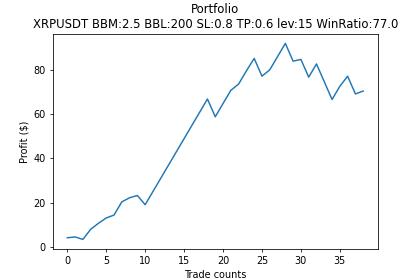 Portfolio
XRPUSDT BBM:2.5 BBL:200 SL:0.8 TP:0.6 lev:15 WinRatio:77.0
80
60
40
20
0
Profit ($)
0 5 10 15 20 25 30 35
Trade counts